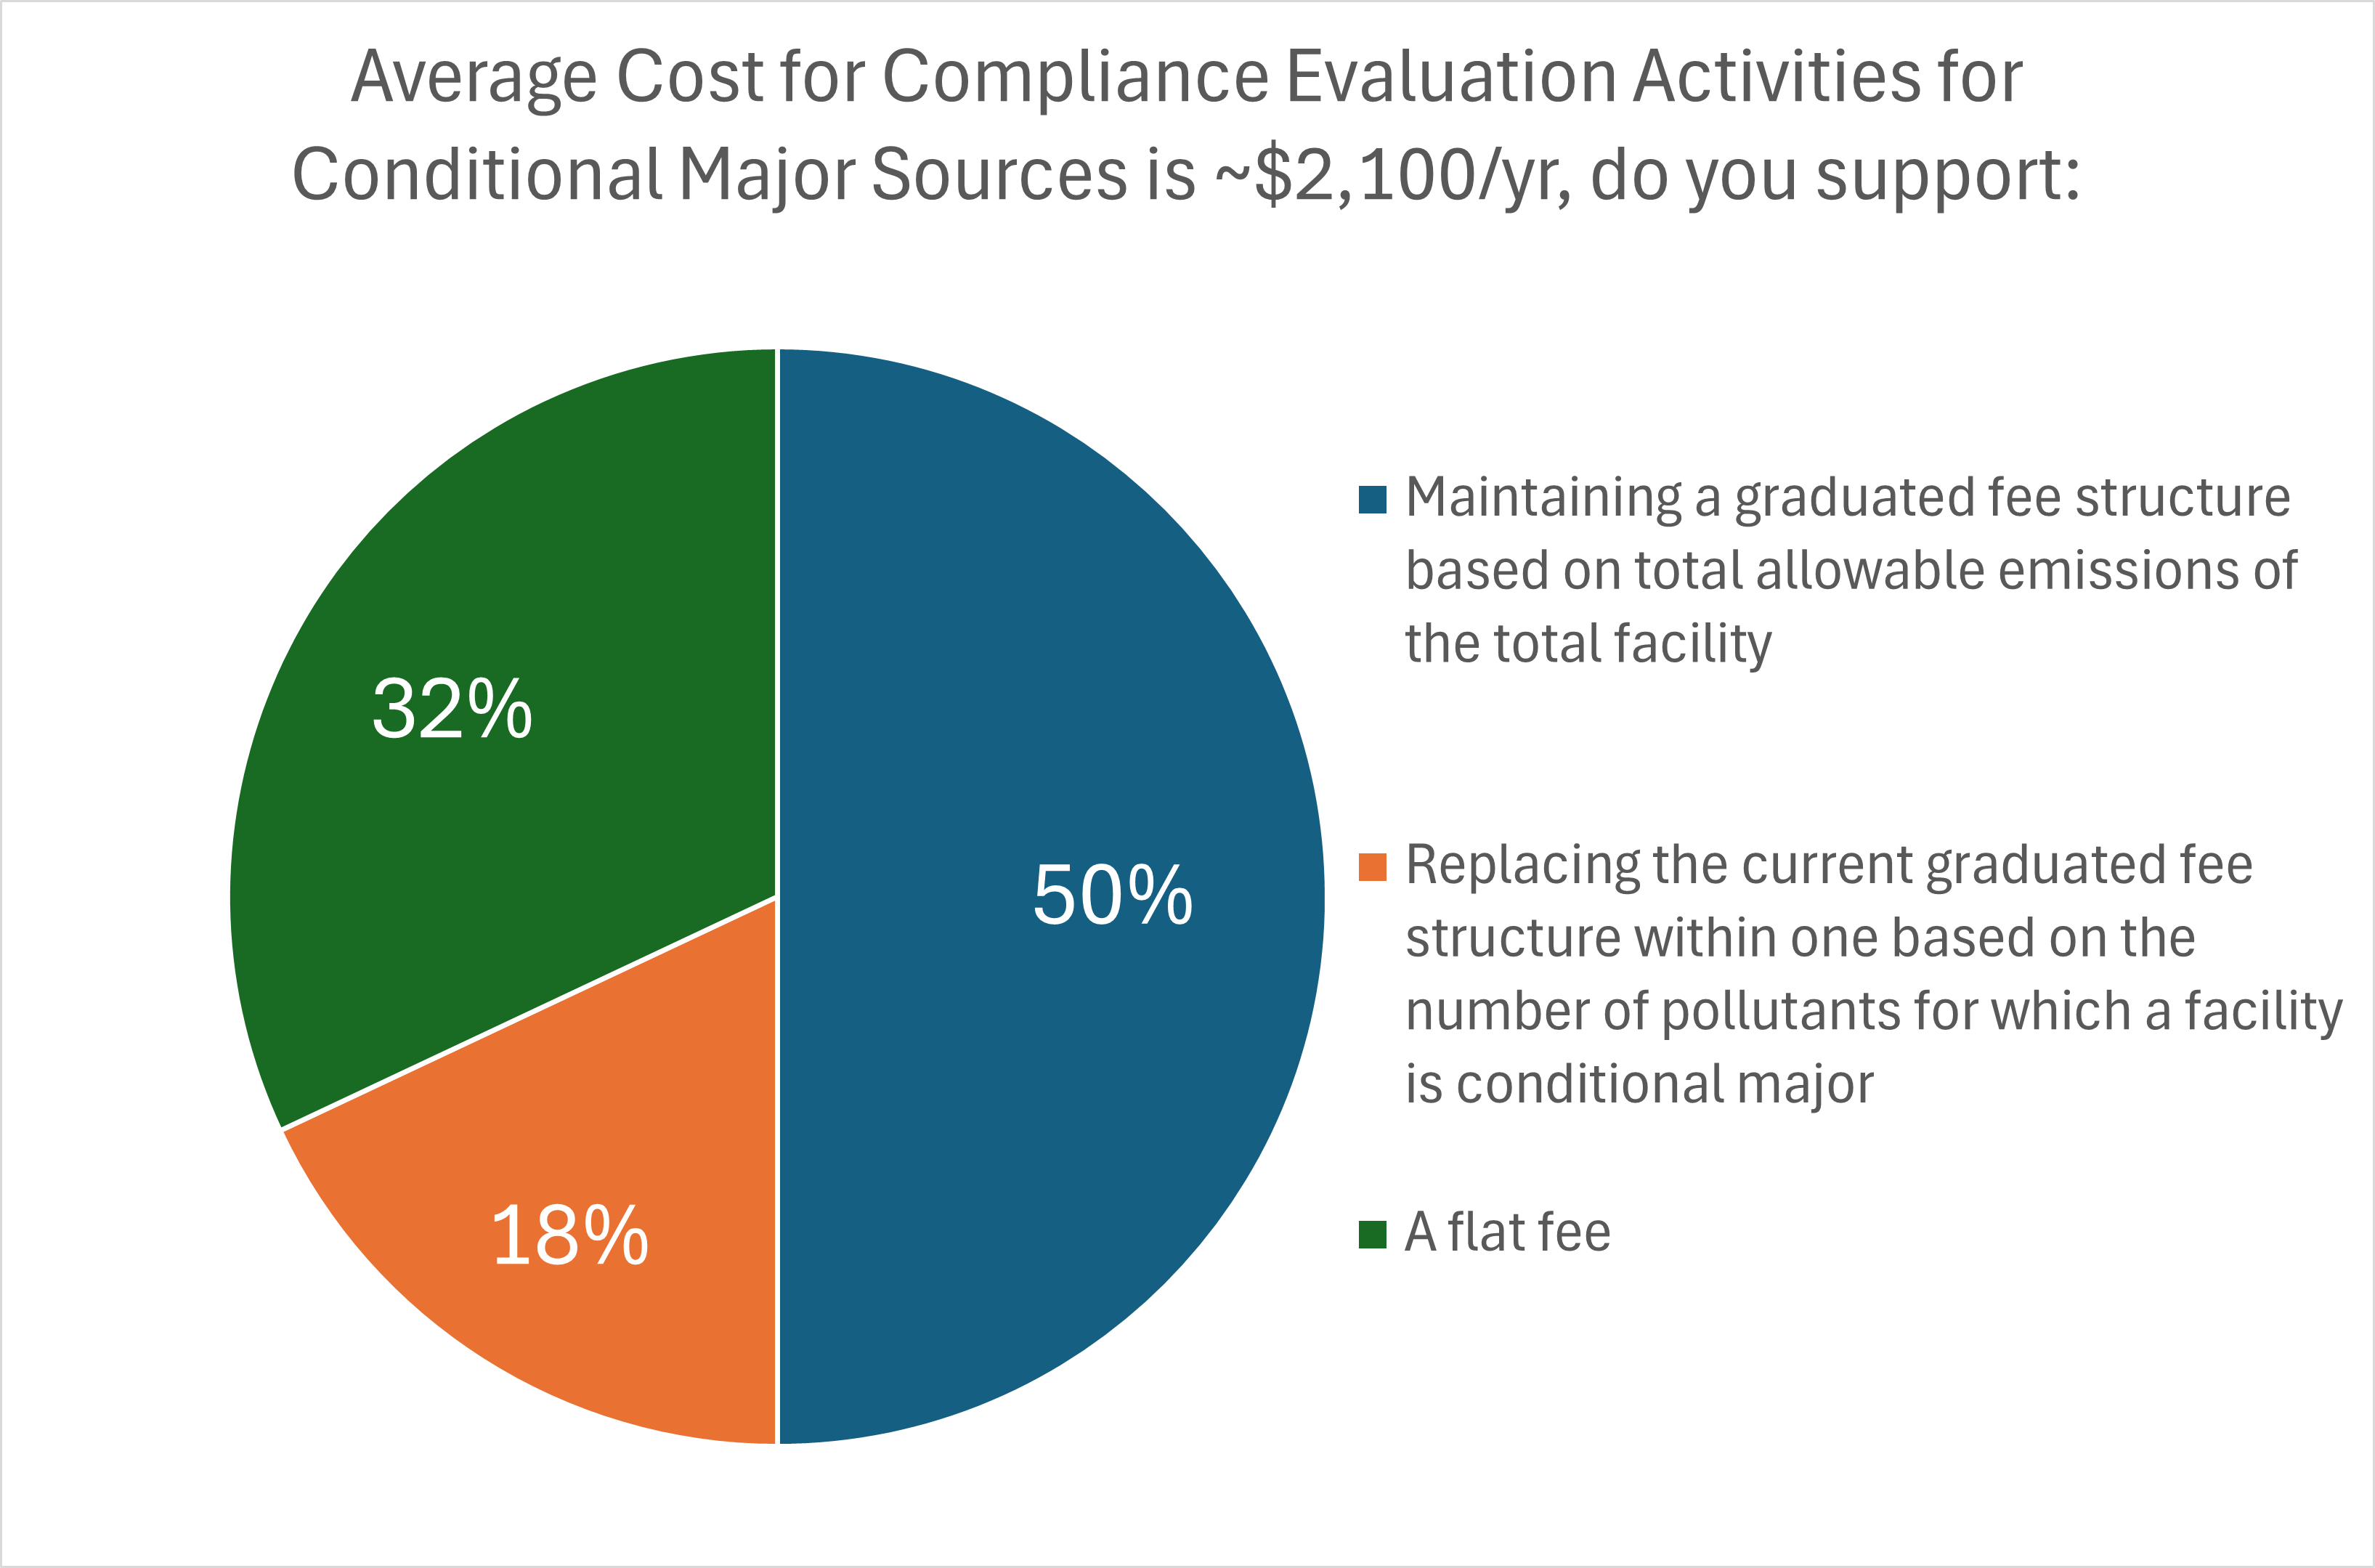 Average Cost for Compliance Evaluation Activities for
Conditional Major Sources is ~$2,100/yr, do you support:
Maintaining a graduated fee structure
based on total allowable emissions of
the total facility
32%
50%
Replacing the current graduated fee
structure within one based on the
number of pollutants for which a facility
is conditional major
18%
A flat fee